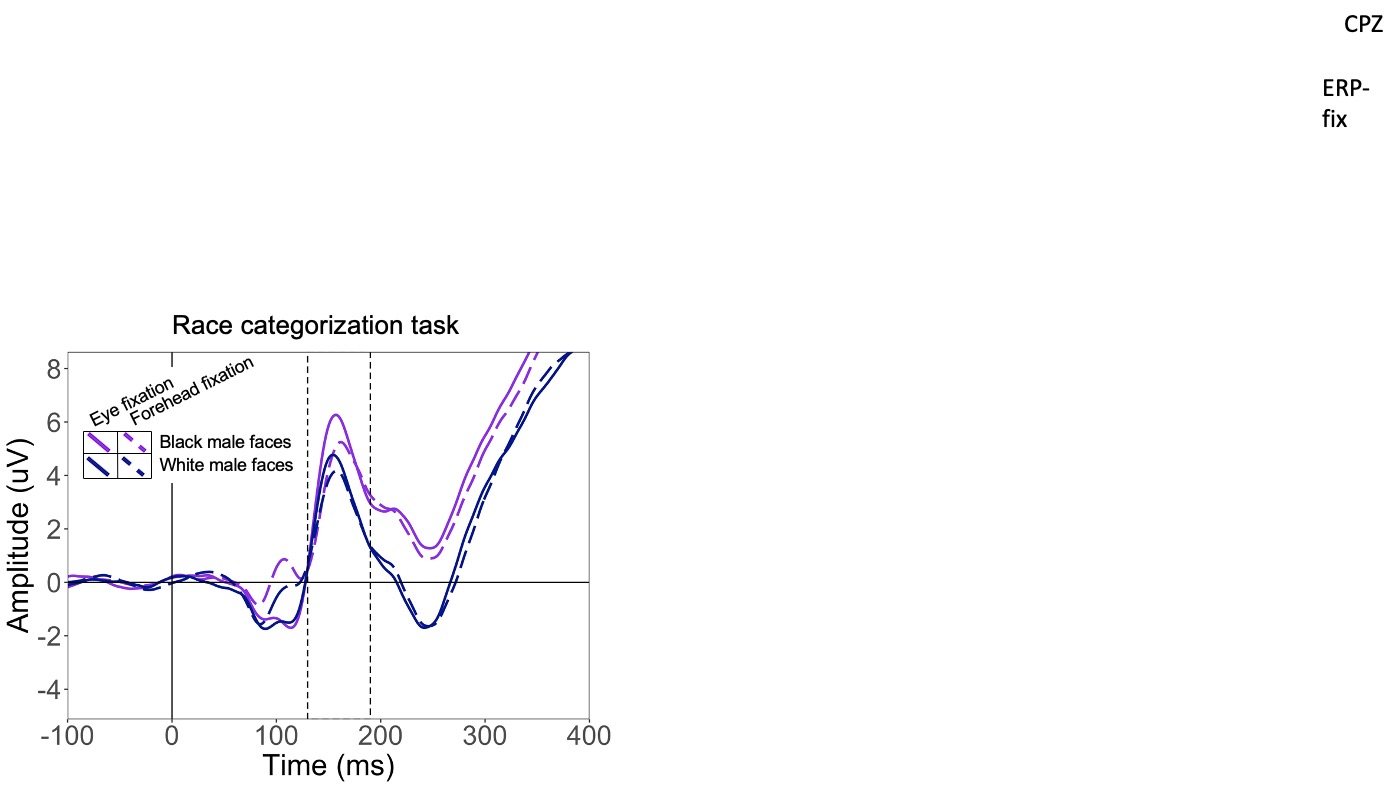 CPZ
ERP-
fix
Race categorization task
Eye fixation
Forehead fixation
Black male faces
White male faces
Amplitude (uV)
8
6
4
2
0
-2
-4
-100 0 100 200 300 400
Time (ms)